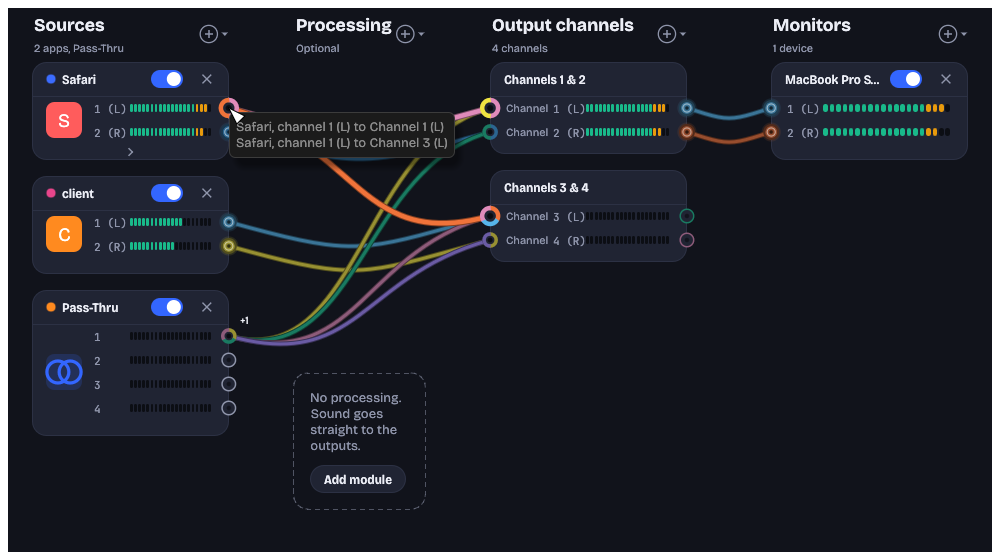 Sources
2 apps, Pass-Thru
Processing
Optional
Output channels
4 channels
Monitors
1 device
Safari
S
1 (L)
2 (R)
Safari, channel 1 (L) to Channel 1 (L)
Safari, channel 1 (L) to Channel 3 (L)
Channels 1 & 2
Channel 1 (L)
Channel 2 (R)
MacBook Pro S...
1 (L)
2 (R)
client
C
1 (L)
2 (R)
Channels 3 & 4
Channel 3 (L)
Channel 4 (R)
Pass-Thru
+1
1
2
3
4
No processing.
Sound goes
straight to the
outputs.
Add module